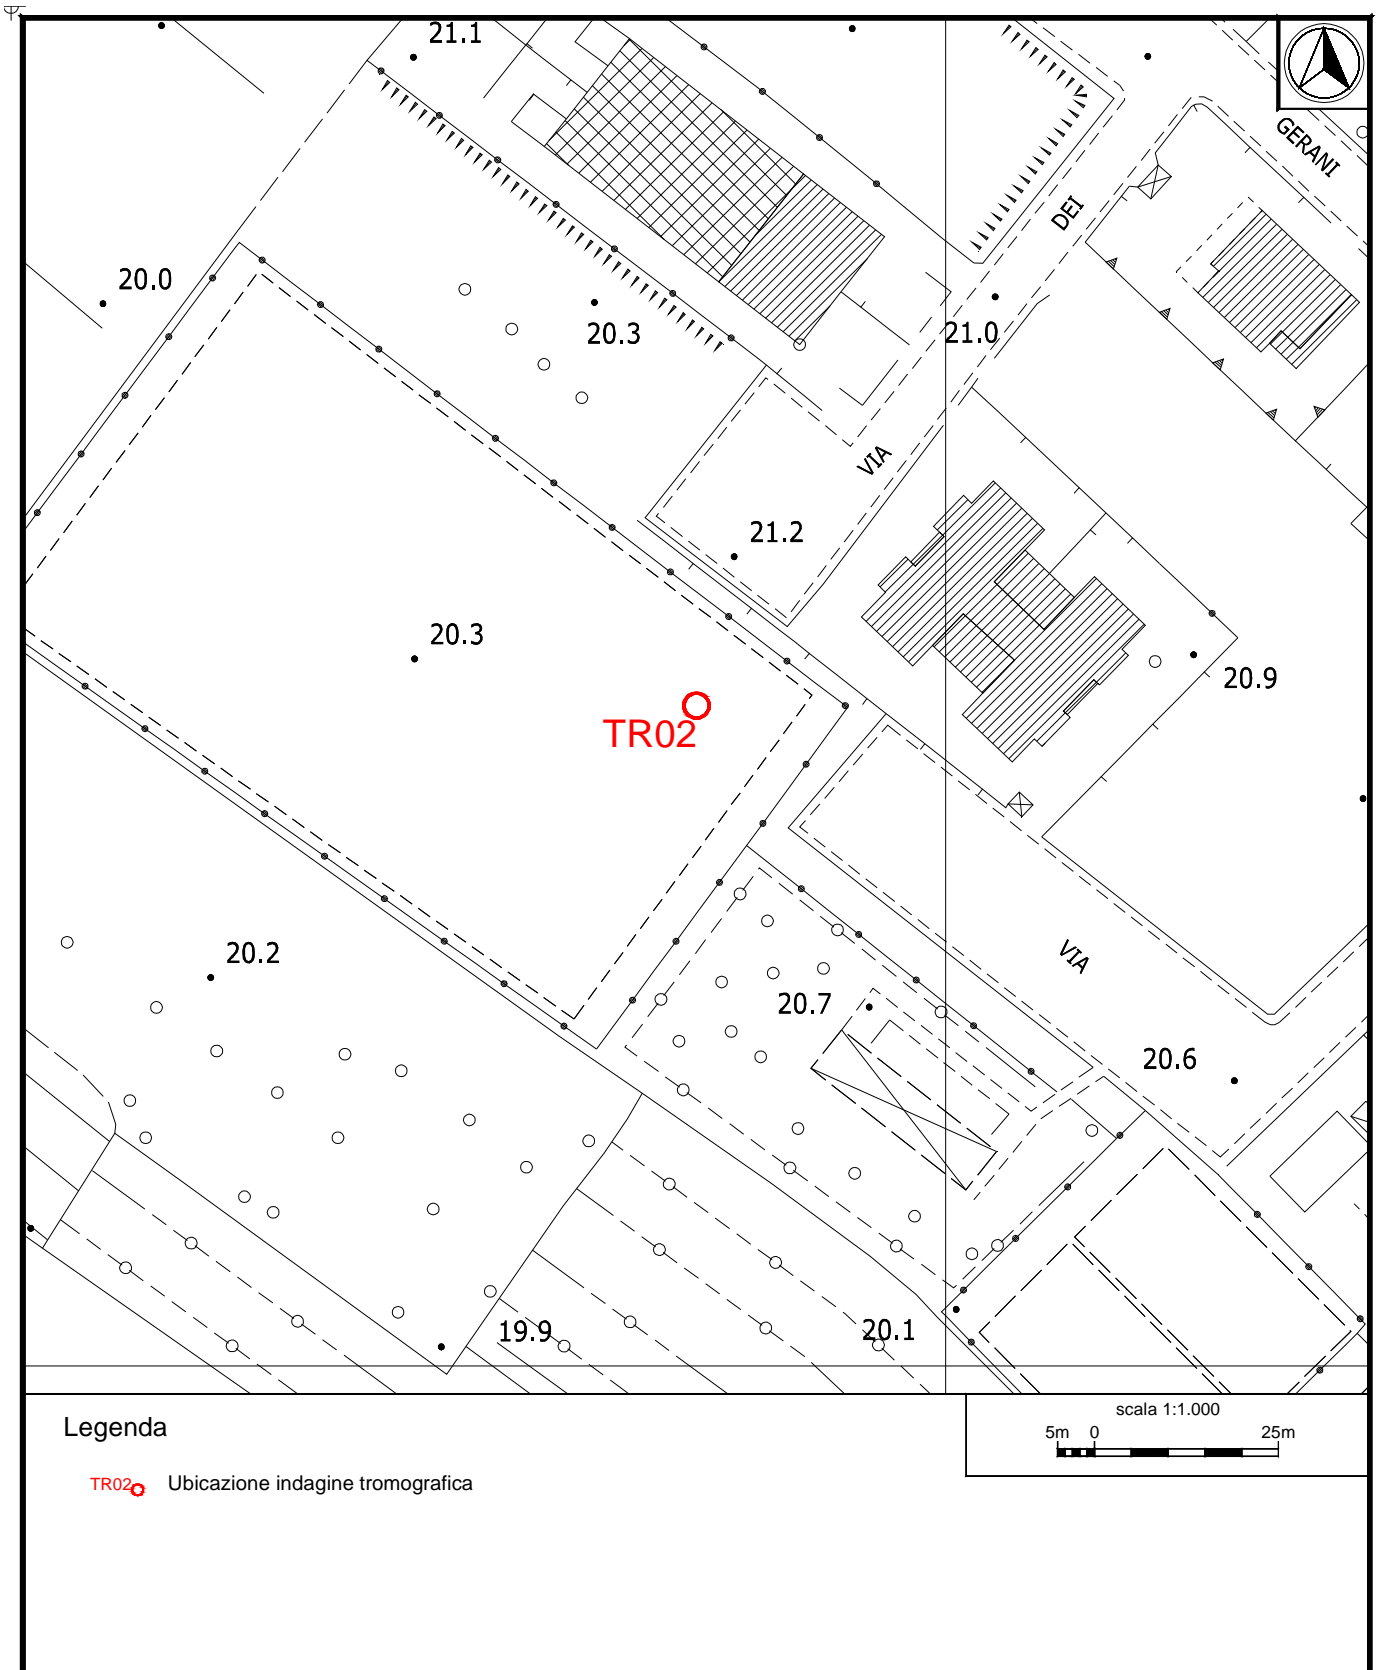 21.1
GERANI
DEI
20.0
20.3
21.0
VIA
21.2
20.3
20.9
TR02
20.2
VIA
20.7
20.6
19.9
20.1
Legenda
scala 1:1.000
5m 0 25m
TR02 Ubicazione indagine tromografica